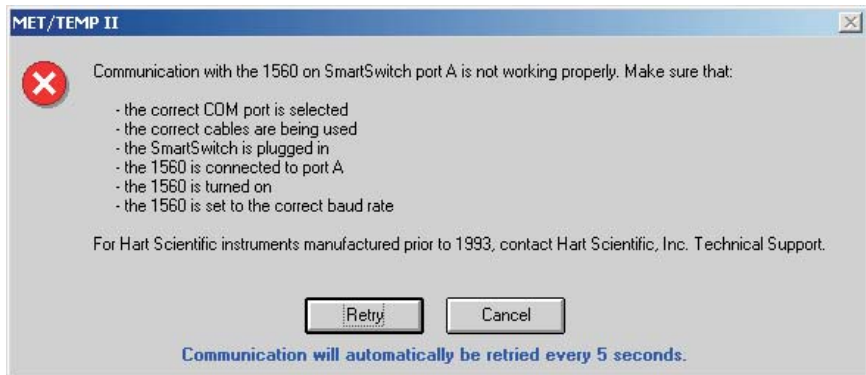 MET/TEMP II
Communication with the 1560 on SmartSwitch port A is not working properly. Make sure that:
- the correct COM port is selected
- the correct cables are being used
- the SmartSwitch is plugged in
- the 1560 is connected to port A
- the 1560 is turned on
- the 1560 is set to the correct baud rate
For Hart Scientific instruments manufactured prior to 1993, contact Hart Scientific, Inc. Technical Support.
Retry Cancel
Communication will automatically be retried every 5 seconds.